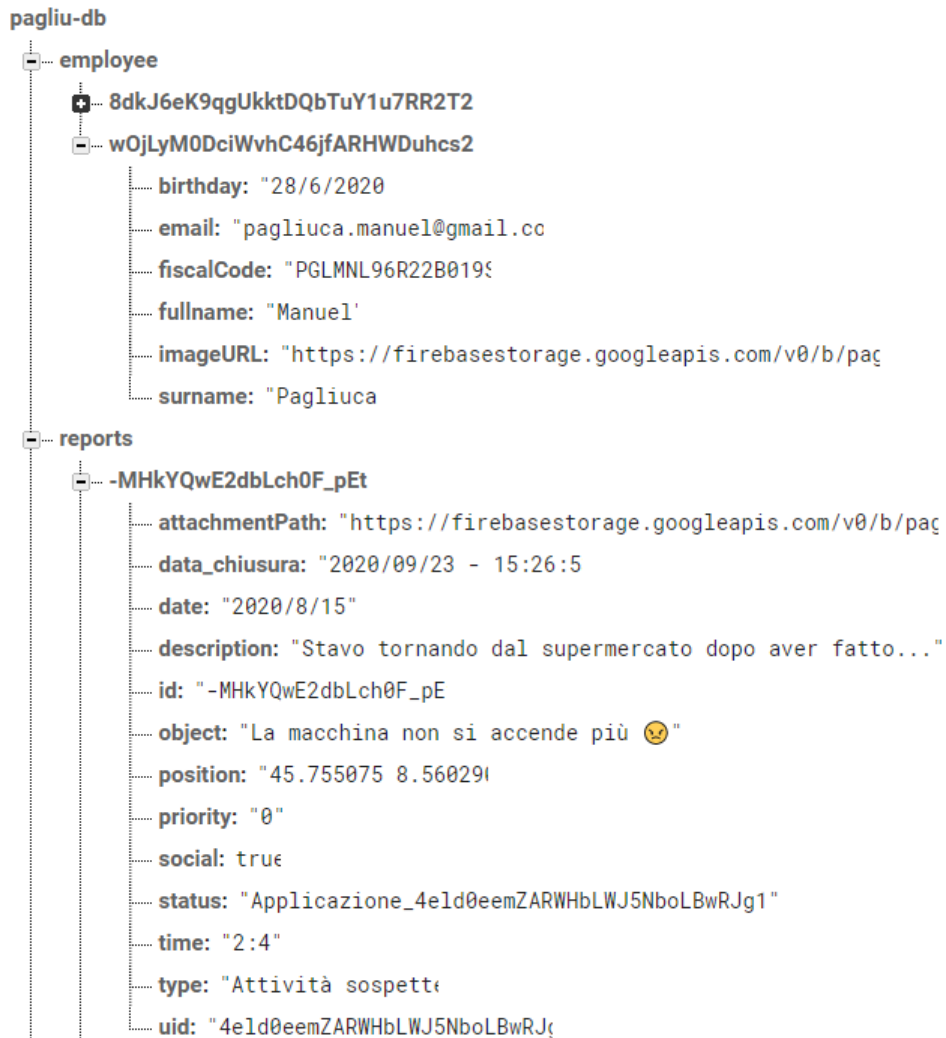 pagliu-db
employee
8dkJ6eK9qgUkktDQbTuY1u7RR2T2
wOjLyM0DciWvhC46jfARHWDuhcs2
birthday: "28/6/2020
email: "pagliuca.manuel@gmail.co
fiscalCode: "PGLMNL96R22B019S
fullname: "Manuel"
imageURL: "https://firebasestorage.googleapis.com/v0/b/pag
surname: "Pagliuca
reports
-MHkYQwE2dbLch0F_pEt
attachmentPath: "https://firebasestorage.googleapis.com/v0/b/pag
data_chiusura: "2020/09/23 - 15:26:5
date: "2020/8/15"
description: "Stavo tornando dal supermercato dopo aver fatto..."
id: "-MHkYQwE2dbLch0F_pE
object: "La macchina non si accende più 😠"
position: "45.755075 8.560290
priority: "0"
social: true
status: "Applicazione_4eld0eemZARWHbLWJ5NboLBwRJg1"
time: "2:4"
type: "Attività sospette
uid: "4eld0eemZARWHbLWJ5NboLBwRJg